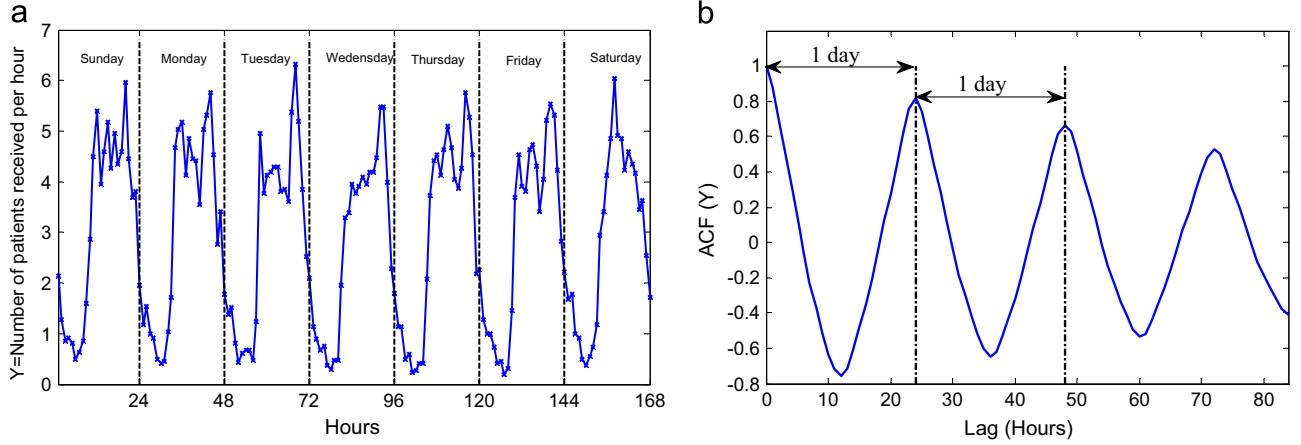 a
Y=Number of patients received per hour
7
6
5
4
3
2
1
0
Sunday Monday Tuesday Wedensday Thursday Friday Saturday
24 48 72 96 120 144 168
Hours
b
ACF (Y)
1
0.8
0.6
0.4
0.2
0
-0.2
-0.4
-0.6
-0.8
1 day
1 day
0 10 20 30 40 50 60 70 80
Lag (Hours)